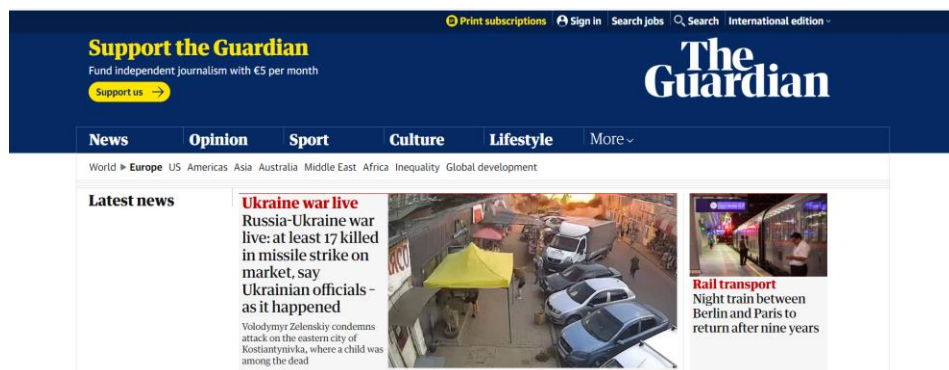 Print subscriptions Sign in Search jobs Search International edition
Support the Guardian
Fund independent journalism with €5 per month
Support us
The
Guardian
News Opinion Sport Culture Lifestyle More
World Europe US Americas Asia Australia Middle East Africa Inequality Global development
Latest news
Ukraine war live
Russia-Ukraine war
live: at least 17 killed
in missile strike on
market, say
Ukrainian officials –
as it happened
Volodymyr Zelenskiy condemns
attack on the eastern city of
Kostiantynivka, where a child was
among the dead
Rail transport
Night train between
Berlin and Paris to
return after nine years